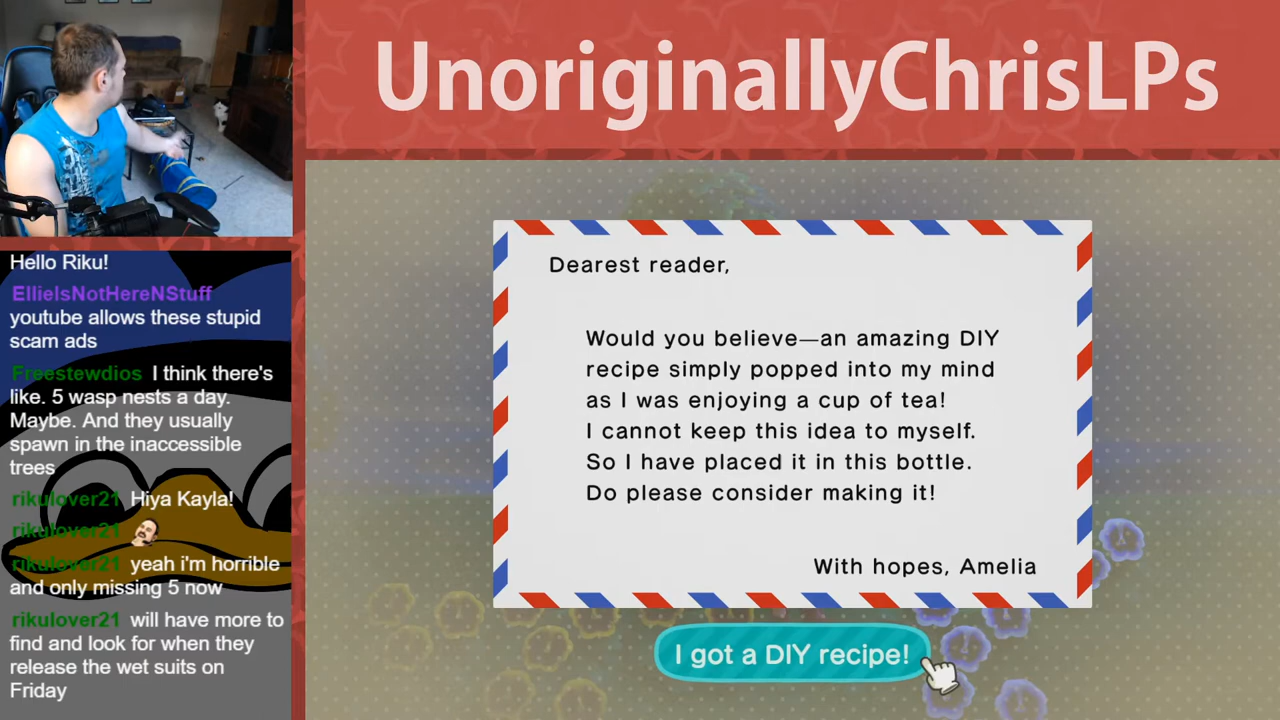 UnoriginallyChrisLPs
Hello Riku!
EllieIsNotHereNStuff
youtube allows these stupid
scam ads
Freestewdios I think there's
like. 5 wasp nests a day.
Maybe. And they usually
spawn in the inaccessible
trees
rikulover21 Hiya Kayla!
rikulover21
rikulover21 yeah i'm horrible
and only missing 5 now
rikulover21 will have more to
find and look for when they
release the wet suits on
Friday
Dearest reader,
Would you believe—an amazing DIY
recipe simply popped into my mind
as I was enjoying a cup of tea!
I cannot keep this idea to myself.
So I have placed it in this bottle.
Do please consider making it!
With hopes, Amelia
I got a DIY recipe!